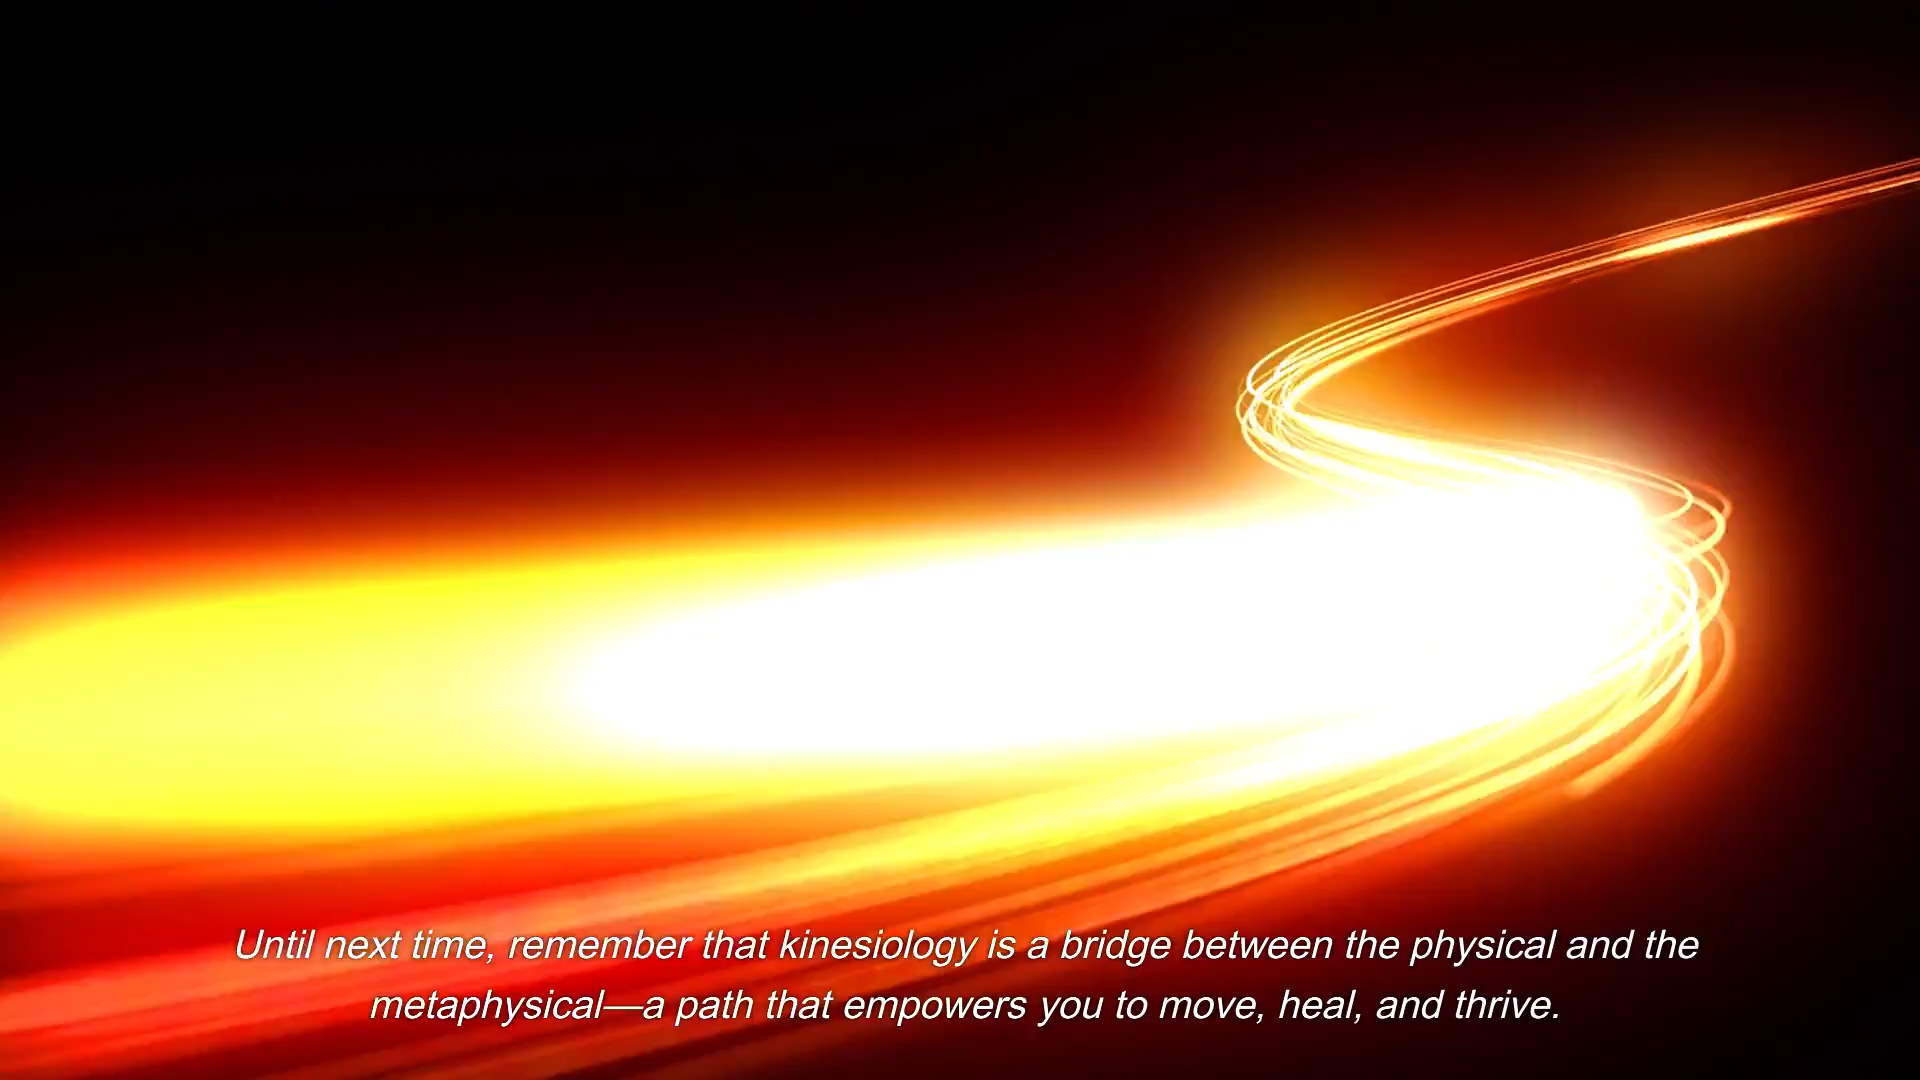 Until next time, remember that kinesiology is a bridge between the physical and the
metaphysical—a path that empowers you to move, heal, and thrive.